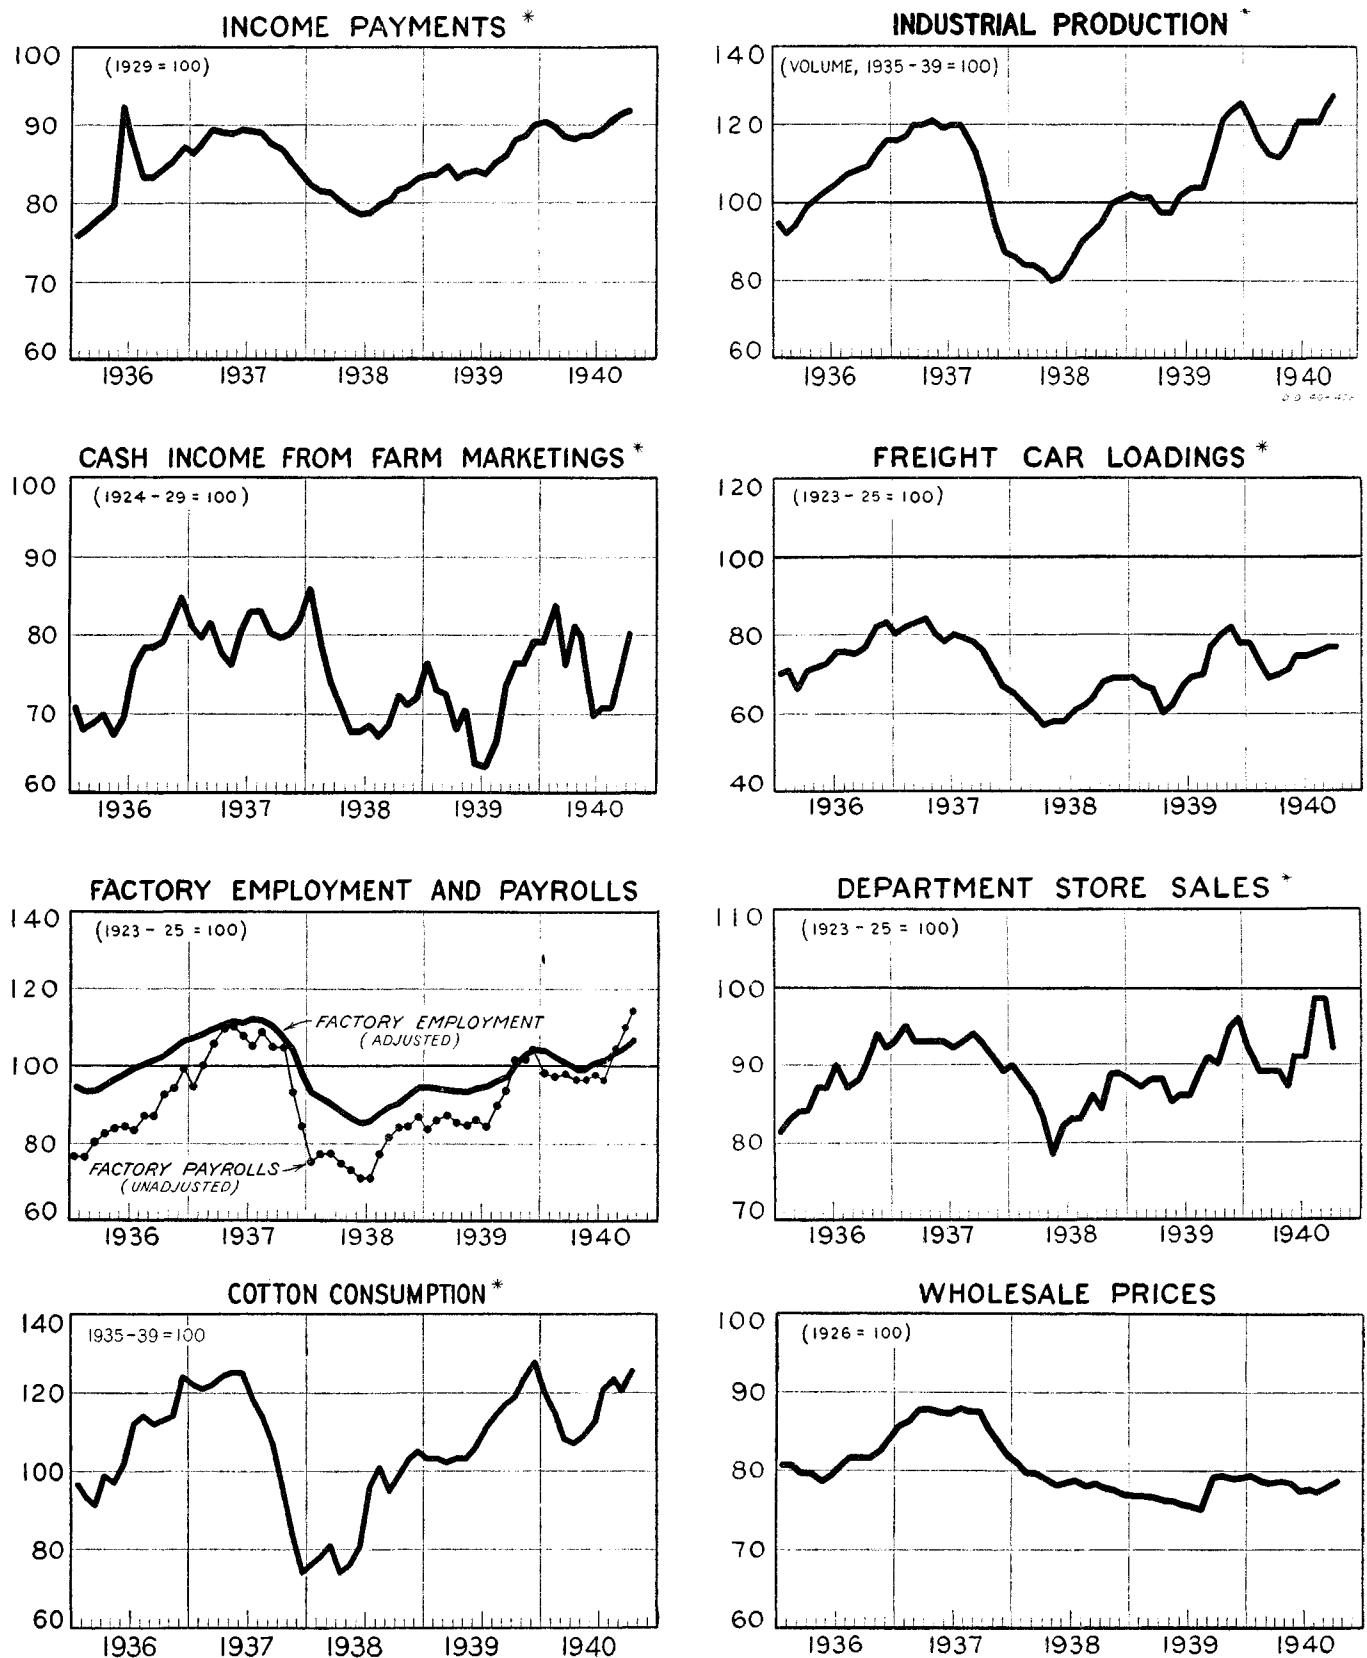 INCOME PAYMENTS *
(1929 = 100)
100
90
80
70
60
1936 1937 1938 1939 1940
INDUSTRIAL PRODUCTION *
(VOLUME, 1935 - 39 = 100)
140
120
100
80
60
1936 1937 1938 1939 1940
CASH INCOME FROM FARM MARKETINGS *
(1924 - 29 = 100)
100
90
80
70
60
1936 1937 1938 1939 1940
FREIGHT CAR LOADINGS *
(1923 - 25 = 100)
120
100
80
60
40
1936 1937 1938 1939 1940
FACTORY EMPLOYMENT AND PAYROLLS
(1923 - 25 = 100)
140
120
100
80
60
FACTORY EMPLOYMENT
(ADJUSTED)
FACTORY PAYROLLS
(UNADJUSTED)
1936 1937 1938 1939 1940
DEPARTMENT STORE SALES *
(1923 - 25 = 100)
110
100
90
80
70
1936 1937 1938 1939 1940
COTTON CONSUMPTION *
1935-39=100
140
120
100
80
60
1936 1937 1938 1939 1940
WHOLESALE PRICES
(1926 = 100)
100
90
80
70
60
1936 1937 1938 1939 1940